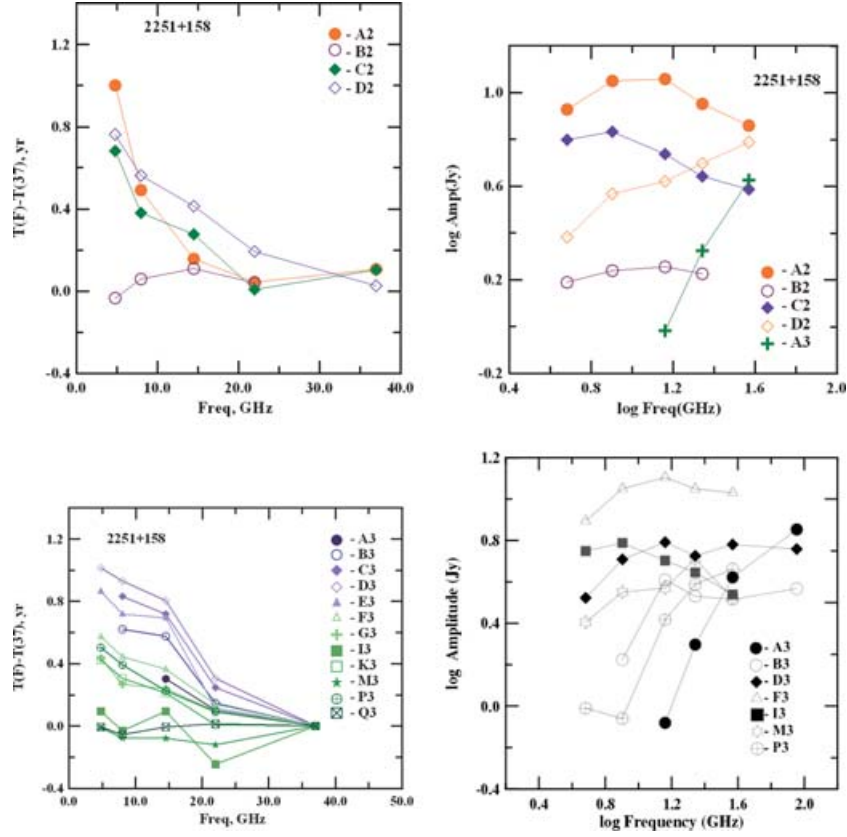 2251+158
- A2
- B2
- C2
- D2
1.2
0.8
0.4
0.0
-0.4
T(F)-T(37), yr
0.0 10.0 20.0 30.0 40.0
Freq, GHz
2251+158
1.0
0.6
0.2
-0.2
log Amp(Jy)
- A2
- B2
- C2
- D2
- A3
0.4 0.8 1.2 1.6 2.0
log Freq(GHz)
2251+158
- A3
- B3
- C3
- D3
- E3
- F3
- G3
- I3
- K3
- M3
- P3
- Q3
1.2
0.8
0.4
0.0
-0.4
T(F)-T(37), yr
0.0 10.0 20.0 30.0 40.0 50.0
Freq, GHz
1.2
0.8
0.4
0.0
-0.4
log Amplitude (Jy)
- A3
- B3
- D3
- F3
- I3
- M3
- P3
0.4 0.8 1.2 1.6 2.0
log Frequency (GHz)